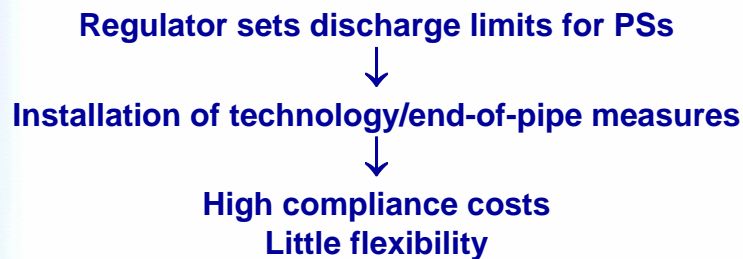 Regulator sets discharge limits for PSs
Installation of technology/end-of-pipe measures
High compliance costs
Little flexibility